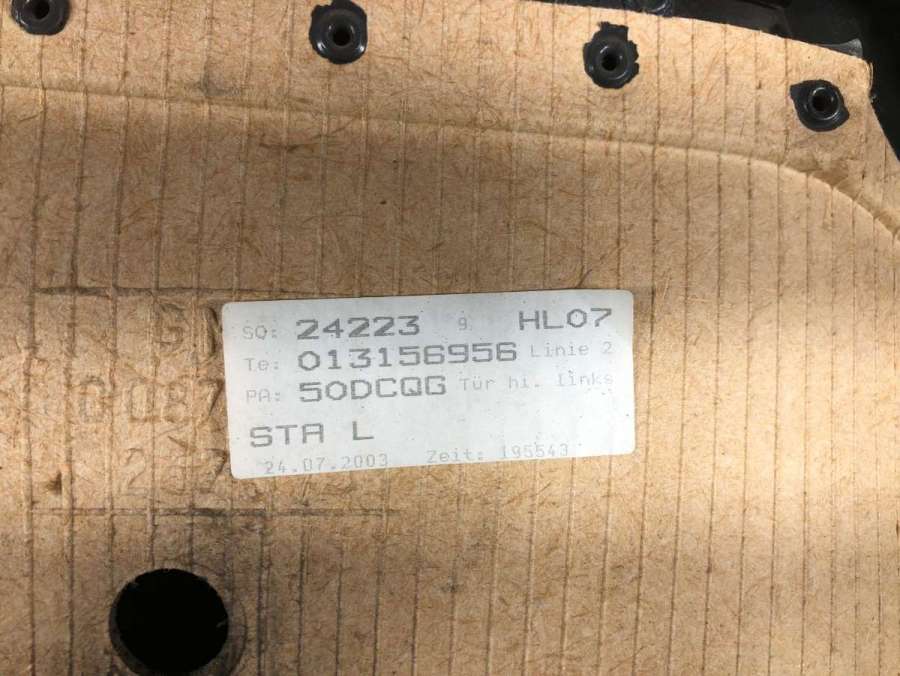 SQ: 24223 9 HL07
Te: 013156956 Linie 2
PA: 50DCQG Tür hi. links
STA L
24.07.2003 Zeit: 195543